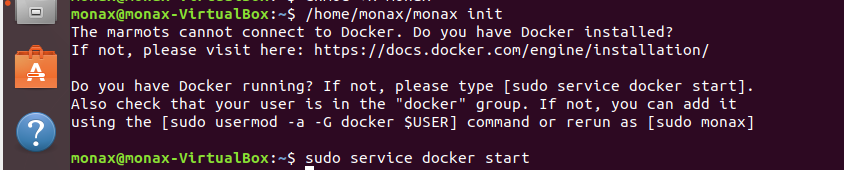 monax@monax-VirtualBox:~$ /home/monax/monax init
The marmots cannot connect to Docker. Do you have Docker installed?
If not, please visit here: https://docs.docker.com/engine/installation/
Do you have Docker running? If not, please type [sudo service docker start].
Also check that your user is in the "docker" group. If not, you can add it
using the [sudo usermod -a -G docker $USER] command or rerun as [sudo monax]
monax@monax-VirtualBox:~$ sudo service docker start